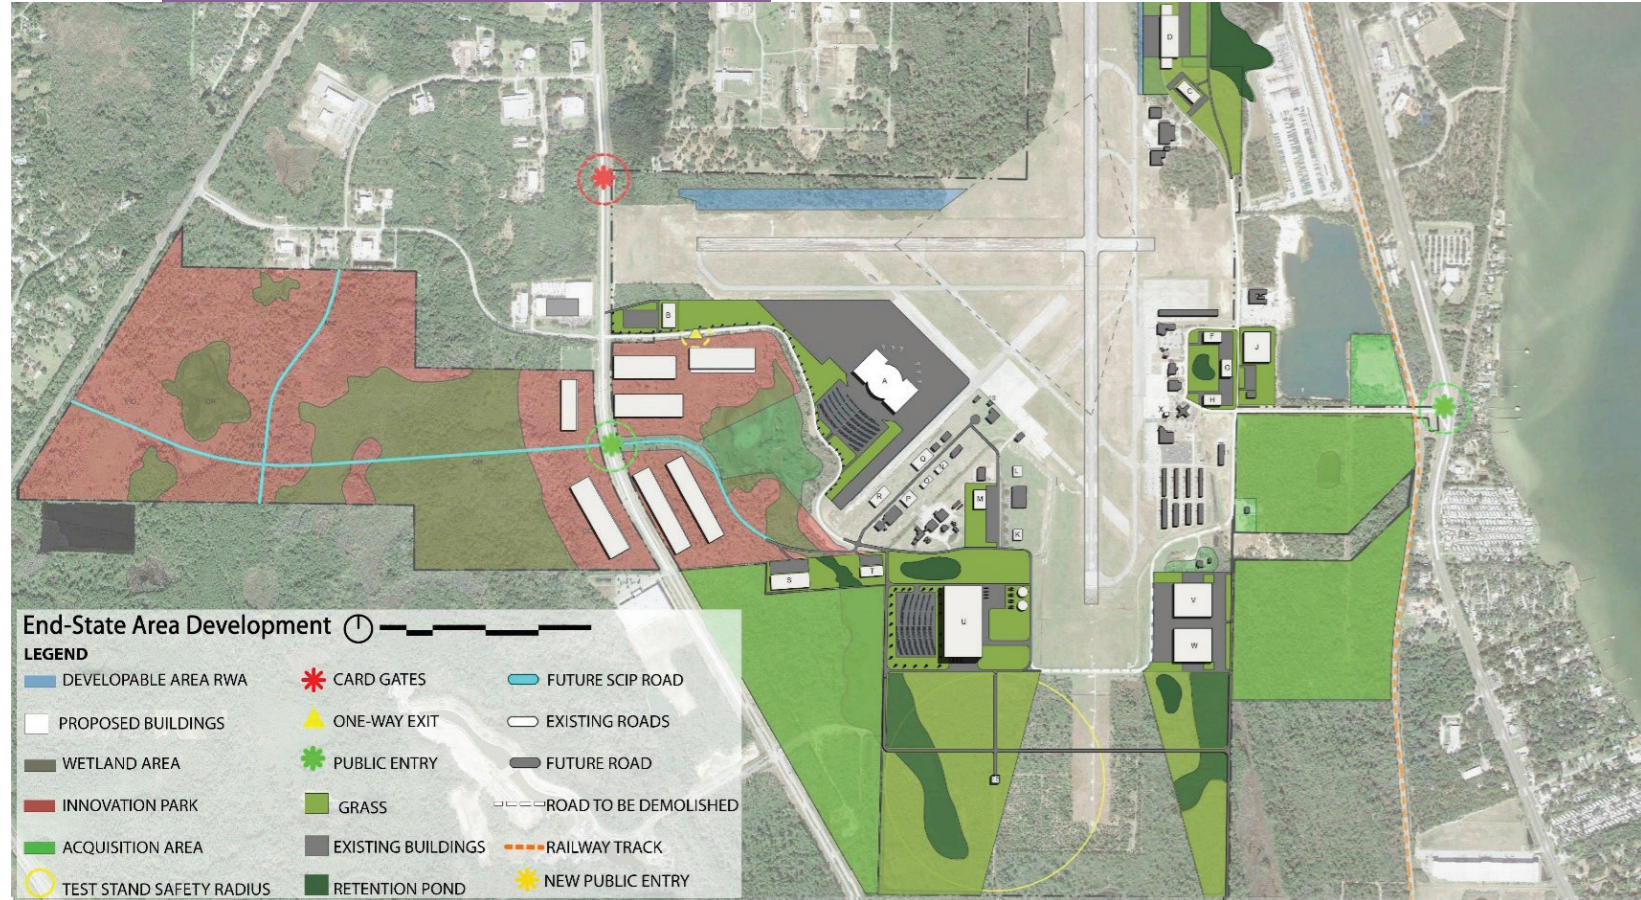 D
C
B
A
F
J
G
H
L
M
K
R
P
S
T
U
V
W
End-State Area Development
LEGEND
DEVELOPABLE AREA RWA
CARD GATES
FUTURE SCIP ROAD
PROPOSED BUILDINGS
ONE-WAY EXIT
EXISTING ROADS
WETLAND AREA
PUBLIC ENTRY
FUTURE ROAD
INNOVATION PARK
GRASS
ROAD TO BE DEMOLISHED
ACQUISITION AREA
EXISTING BUILDINGS
RAILWAY TRACK
TEST STAND SAFETY RADIUS
RETENTION POND
NEW PUBLIC ENTRY